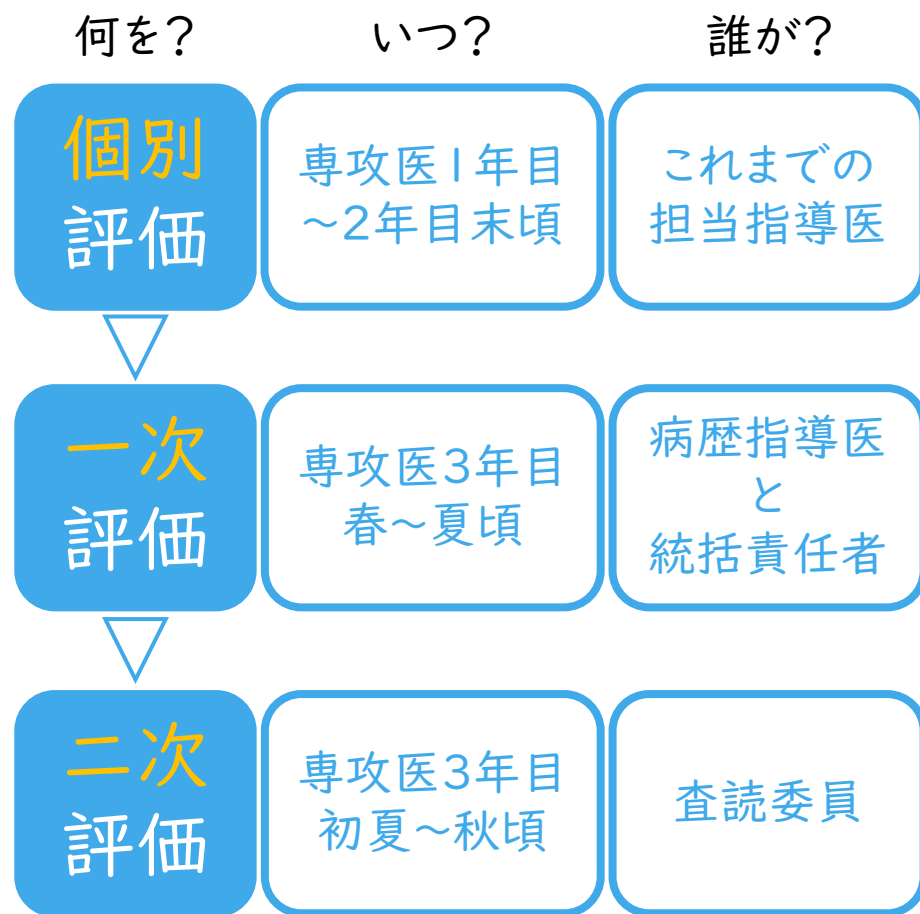 何を？ いつ？ 誰が？
個別
評価
専攻医1年目
～2年目末頃
これまでの
担当指導医
一次
評価
専攻医3年目
春～夏頃
病歴指導医
と
統括責任者
二次
評価
専攻医3年目
初夏～秋頃
査読委員